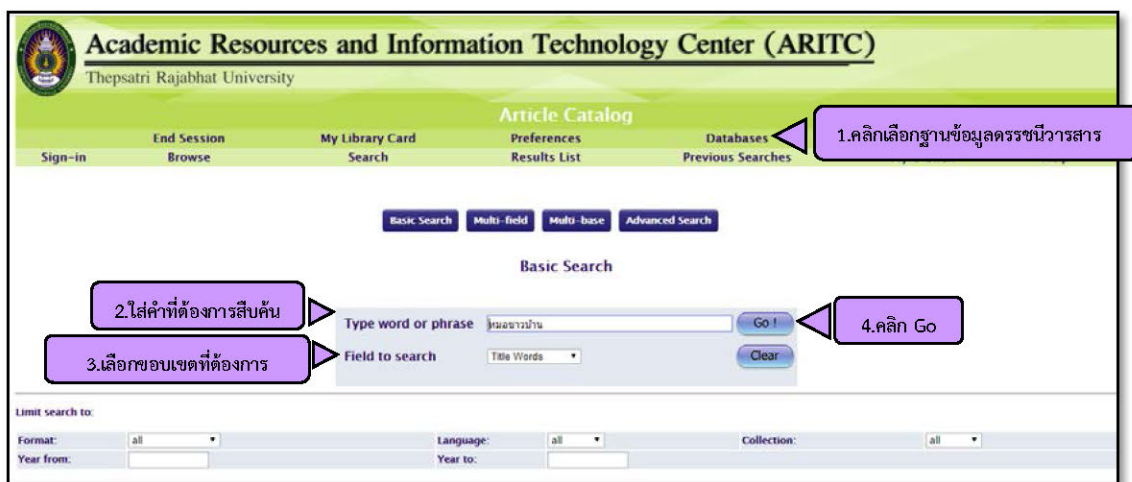 Academic Resources and Information Technology Center (ARITC)
Thepsatri Rajabhat University
Article Catalog
End Session My Library Card Preferences Databases
1.คลิกเลือกฐานข้อมูลดรรชนีวารสาร
Sign-in Browse Search Results List Previous Searches
Basic Search Multi-field Multi-base Advanced Search
Basic Search
2.ใส่คำที่ต้องการสืบค้น
Type word or phrase หมอชาวบ้าน Go !
4.คลิก Go
3.เลือกขอบเขตที่ต้องการ
Field to search Title Words Clear
Limit search to:
Format: all Language: all Collection: all
Year from: Year to: